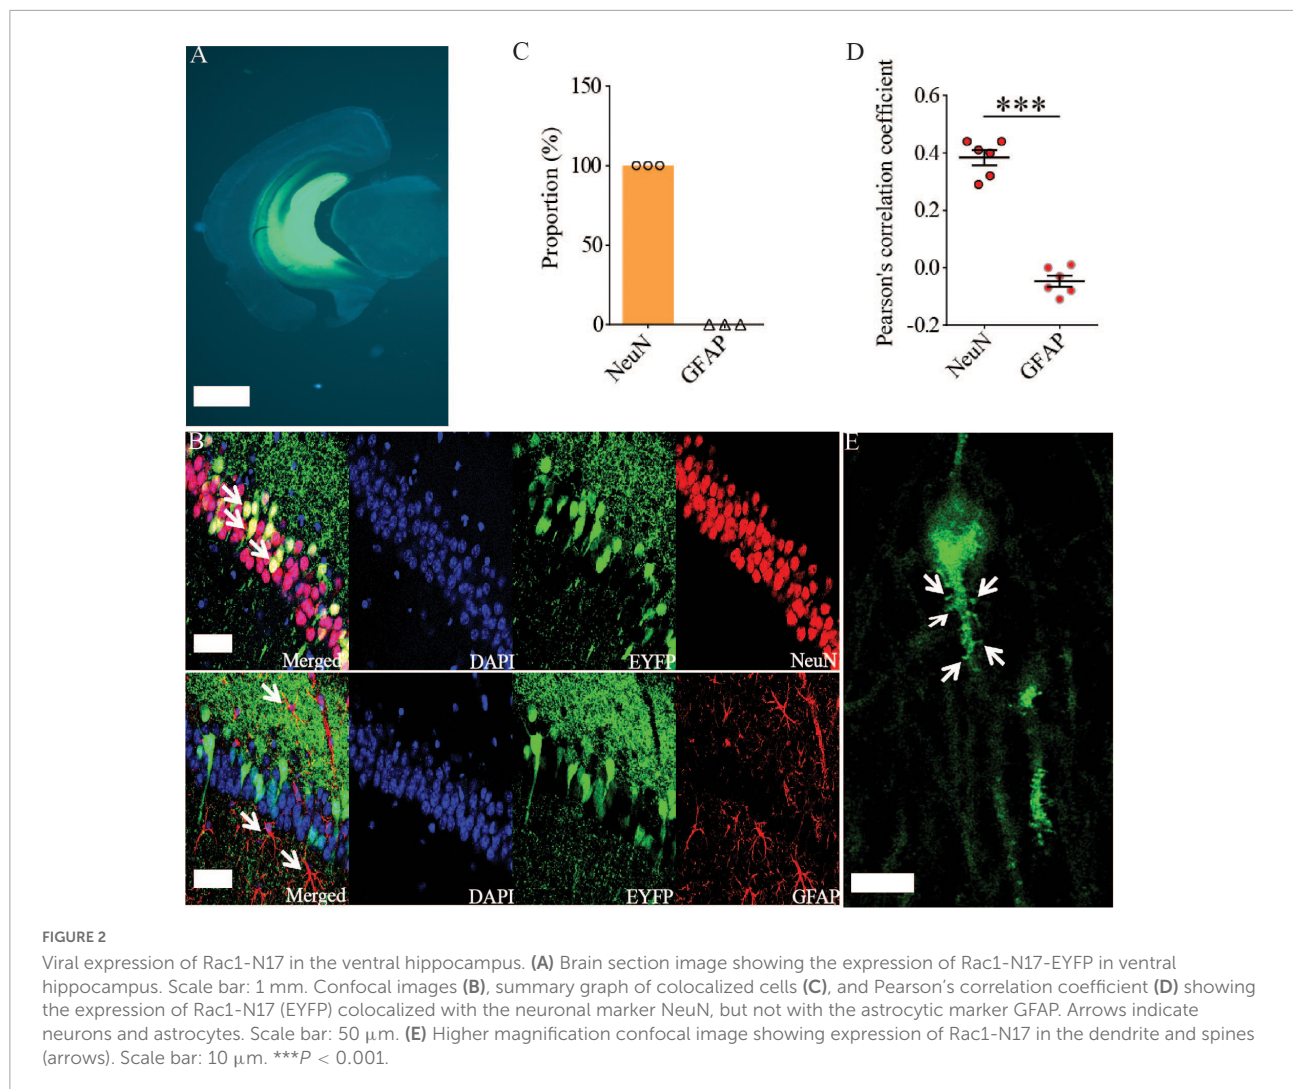 A
C
D
150
100
50
0
Proportion (%)
NeuN
GFAP
0.6
0.4
0.2
0.0
-0.2
Pearson's correlation coefficient
***
NeuN
GFAP
B
E
Merged
DAPI
EYFP
NeuN
Merged
DAPI
EYFP
GFAP
FIGURE 2
Viral expression of Rac1-N17 in the ventral hippocampus. (A) Brain section image showing the expression of Rac1-N17-EYFP in ventral
hippocampus. Scale bar: 1 mm. Confocal images (B), summary graph of colocalized cells (C), and Pearson’s correlation coefficient (D) showing
the expression of Rac1-N17 (EYFP) colocalized with the neuronal marker NeuN, but not with the astrocytic marker GFAP. Arrows indicate
neurons and astrocytes. Scale bar: 50 μm. (E) Higher magnification confocal image showing expression of Rac1-N17 in the dendrite and spines
(arrows). Scale bar: 10 μm. ***P < 0.001.